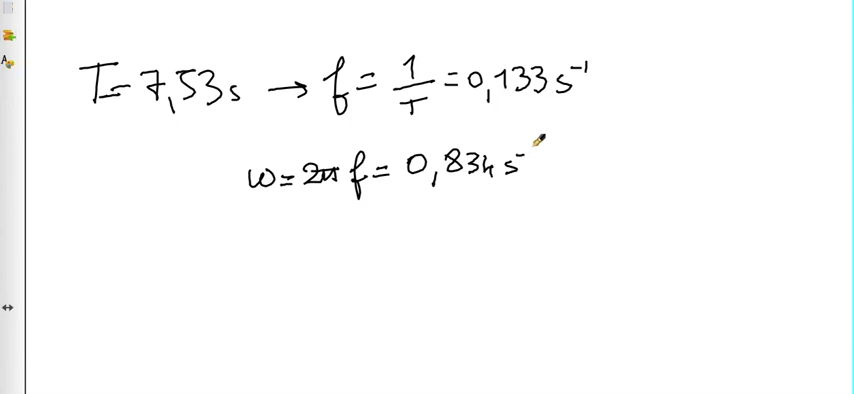 T = 7,53 s → f = 1/T = 0,133 s⁻¹
ω = 2π f = 0,834 s⁻